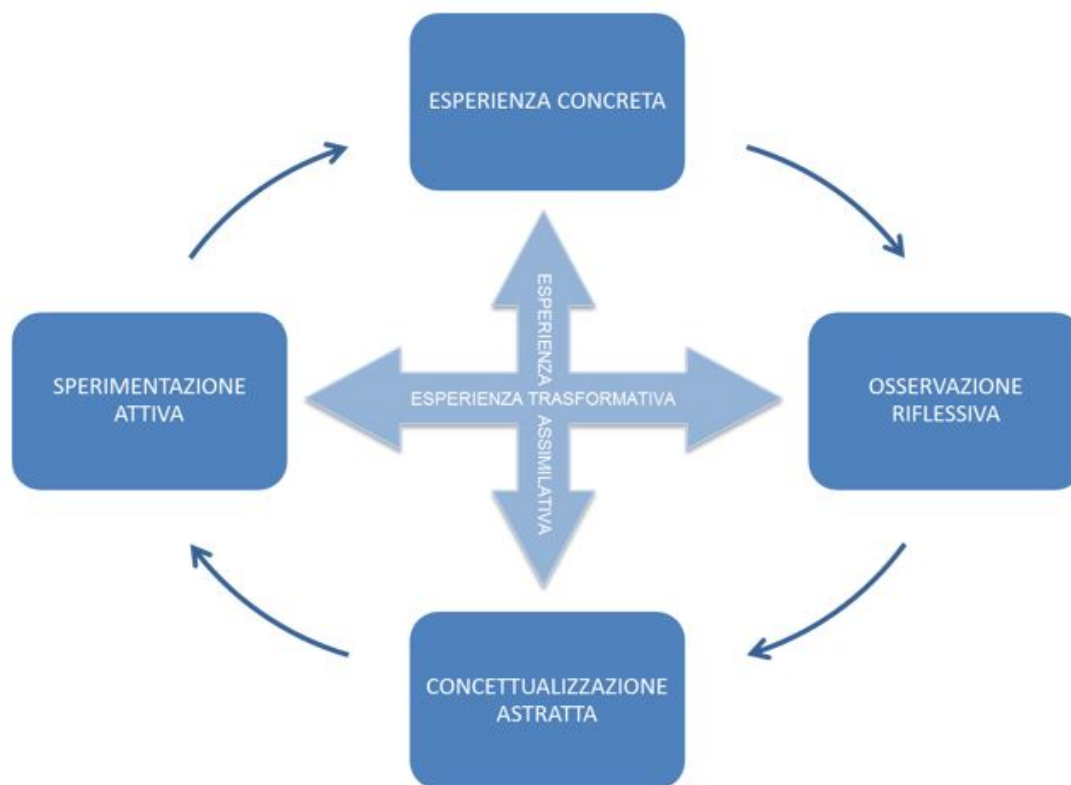 ESPERIENZA CONCRETA
SPERIMENTAZIONE
ATTIVA
ESPERIENZA TRASFORMATIVA
ESPERIENZA ASSIMILATIVA
OSSERVAZIONE
RIFLESSIVA
CONCETTUALIZZAZIONE
ASTRATTA